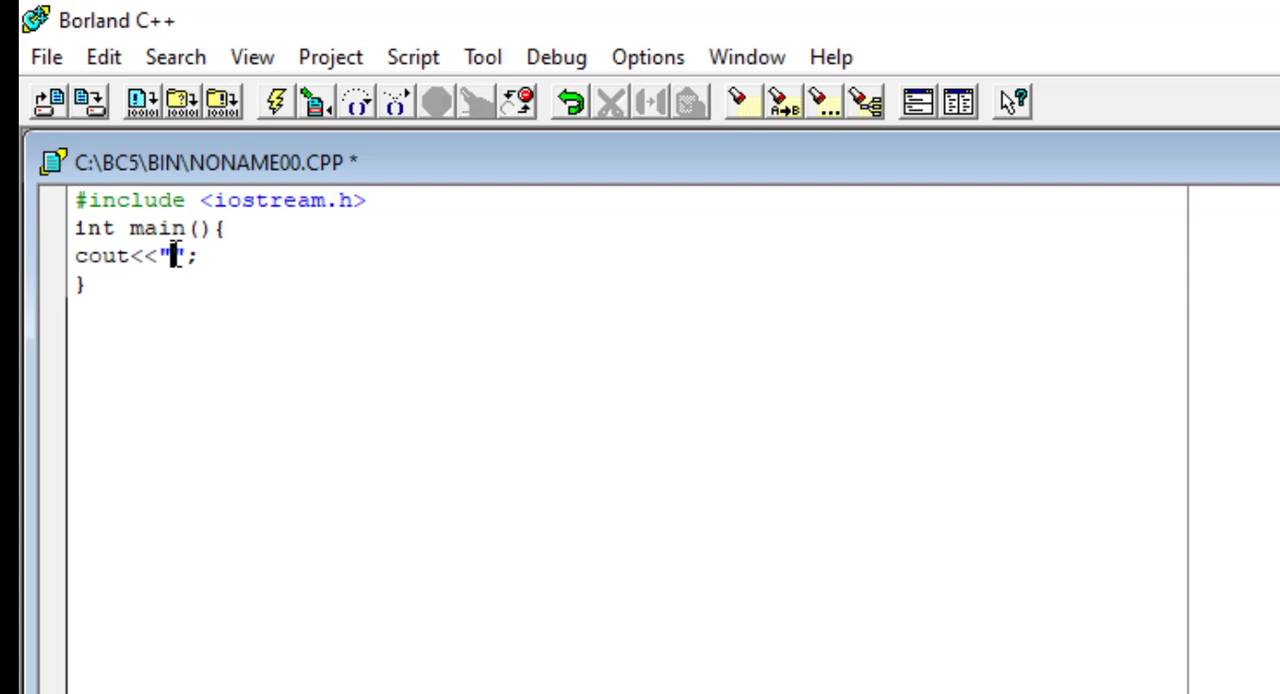 Borland C++
File Edit Search View Project Script Tool Debug Options Window Help
C:\BC5\BIN\NONAME00.CPP *
#include <iostream.h>
int main(){
cout<<"";
}